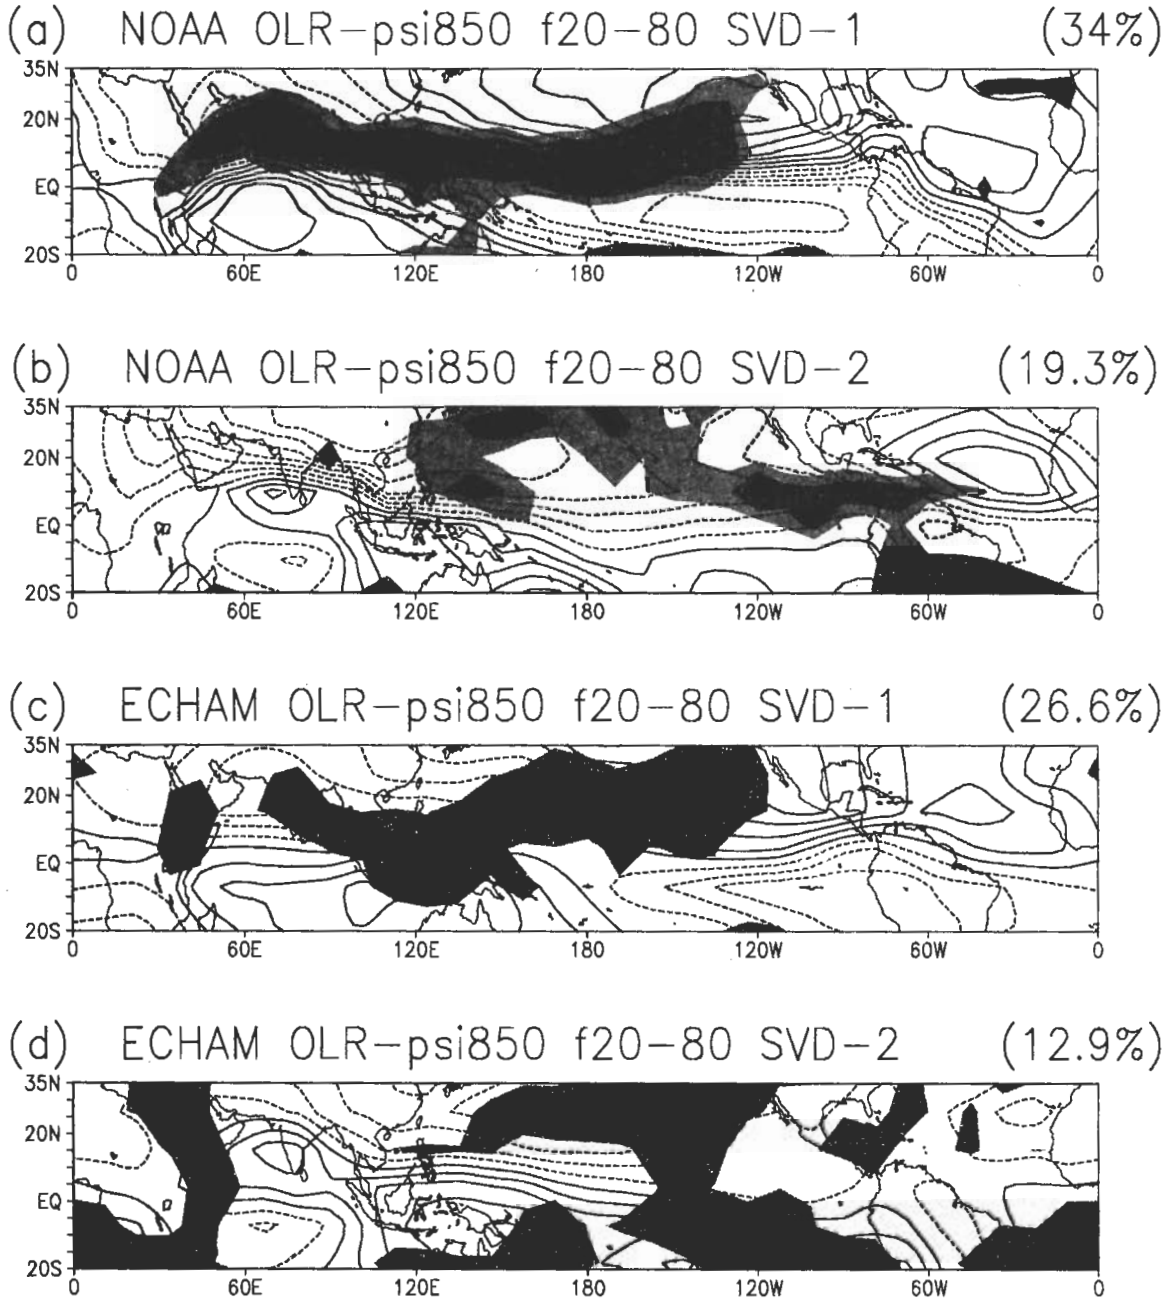 (a) NOAA OLR-psi850 f20-80 SVD-1 (34%)
35N
20N
EQ
20S
0 60E 120E 180 120W 60W 0
(b) NOAA OLR-psi850 f20-80 SVD-2 (19.3%)
35N
20N
EQ
20S
0 60E 120E 180 120W 60W 0
(c) ECHAM OLR-psi850 f20-80 SVD-1 (26.6%)
35N
20N
EQ
20S
0 60E 120E 180 120W 60W 0
(d) ECHAM OLR-psi850 f20-80 SVD-2 (12.9%)
35N
20N
EQ
20S
0 60E 120E 180 120W 60W 0